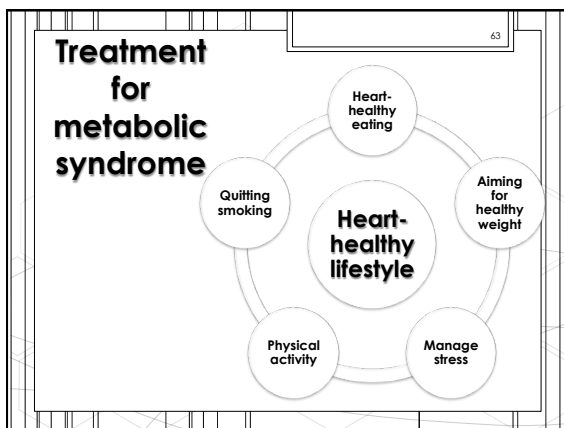 63
Treatment
for
metabolic
syndrome
Heart-
healthy
eating
Aiming
for
healthy
weight
Manage
stress
Physical
activity
Quitting
smoking
Heart-
healthy
lifestyle